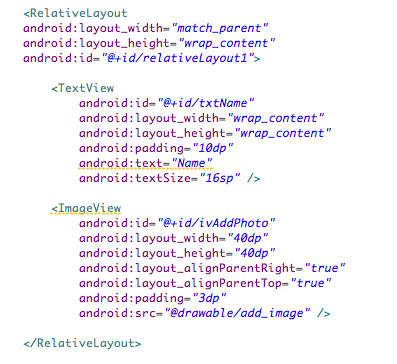 <RelativeLayout
android:layout_width="match_parent"
android:layout_height="wrap_content"
android:id="@+id/relativeLayout1">
<TextView
android:id="@+id/txtName"
android:layout_width="wrap_content"
android:layout_height="wrap_content"
android:padding="10dp"
android:text="Name"
android:textSize="16sp" />
<ImageView
android:id="@+id/ivAddPhoto"
android:layout_width="40dp"
android:layout_height="40dp"
android:layout_alignParentRight="true"
android:layout_alignParentTop="true"
android:padding="3dp"
android:src="@drawable/add_image" />
</RelativeLayout>